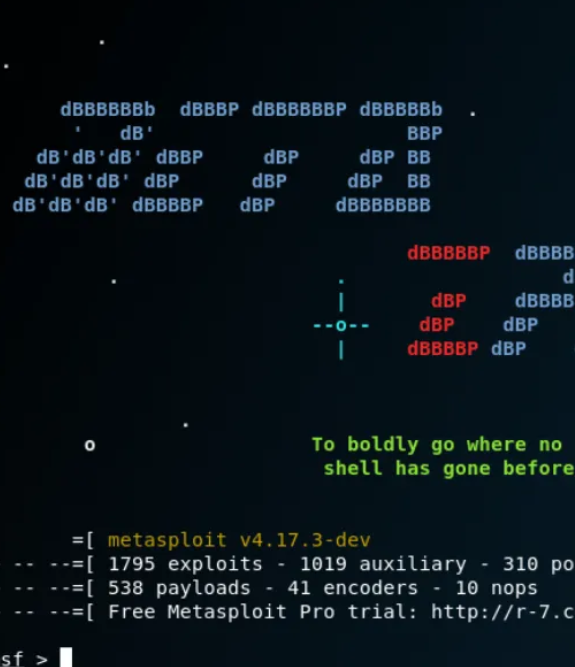 dBBBBBBb  dBBBP dBBBBBBP dBBBBBb  .
'   dB'                     BBP
dB'dB'dB' dBBP     dBP     dBP BB
dB'dB'dB' dBP      dBP     dBP  BB
dB'dB'dB' dBBBBP   dBP     dBBBBBBB
dBBBBBP  dBBBB
d
|       dBP    dBBBB
--o--    dBP    dBP
|     dBBBBP dBP
o                  To boldly go where no
shell has gone before
=[ metasploit v4.17.3-dev
-- --=[ 1795 exploits - 1019 auxiliary - 310 po
-- --=[ 538 payloads - 41 encoders - 10 nops
-- --=[ Free Metasploit Pro trial: http://r-7.c
sf >